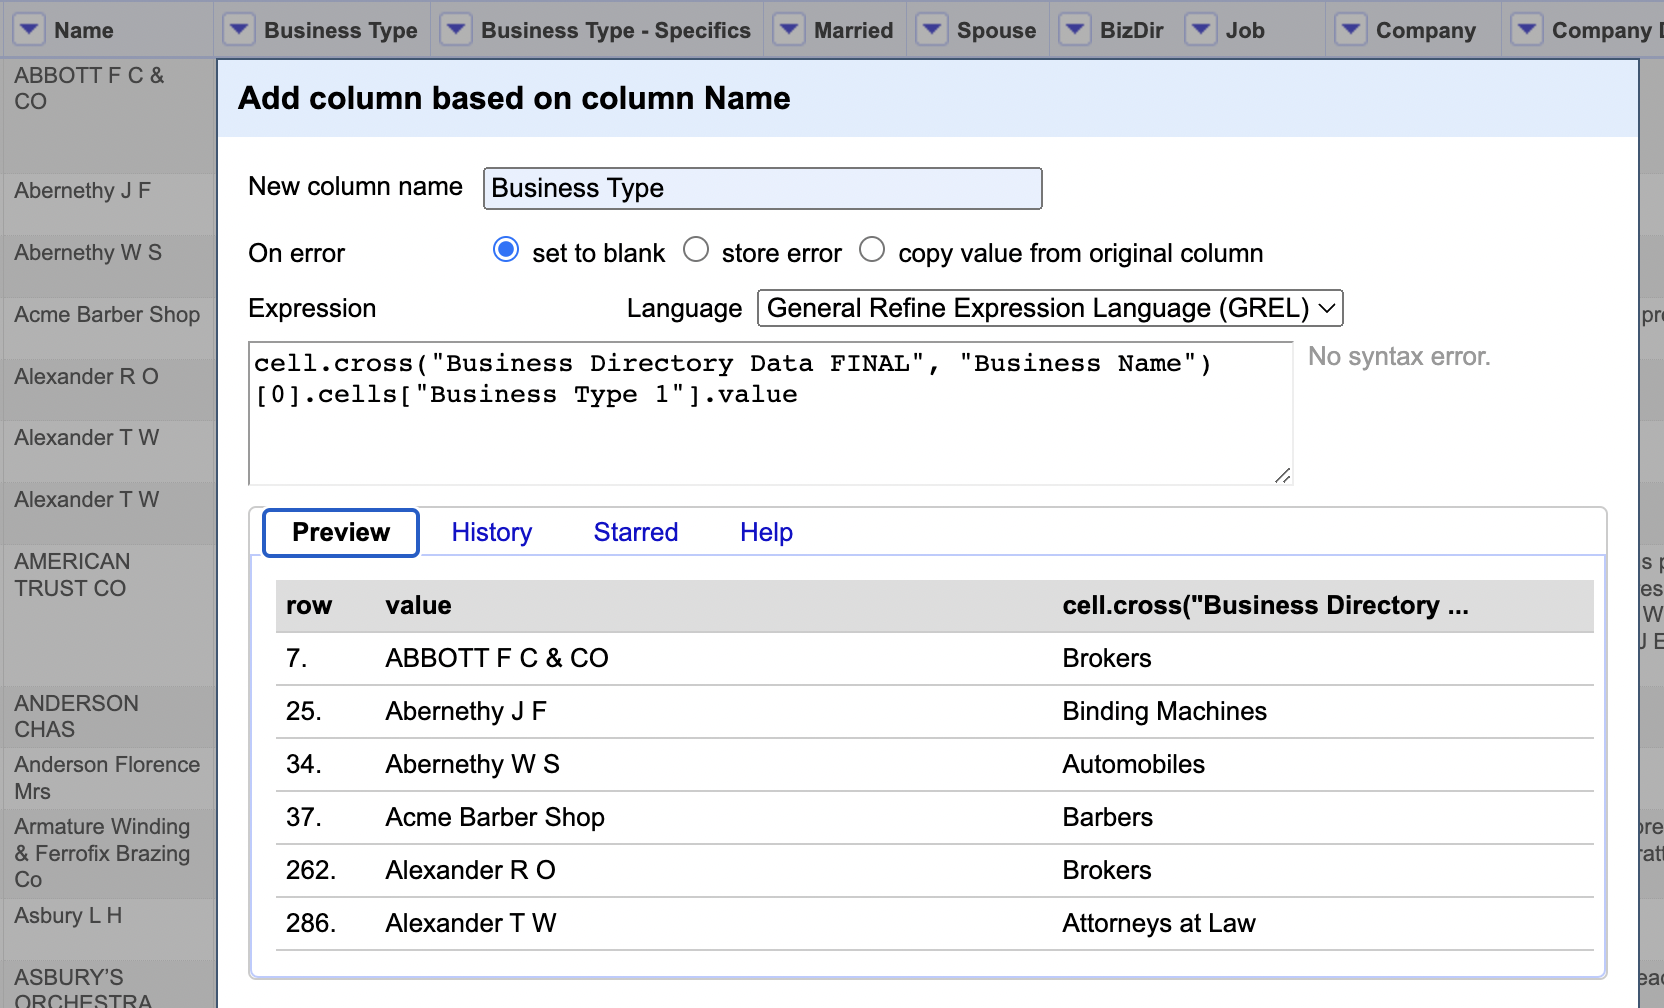 Name Business Type Business Type - Specifics Married Spouse BizDir Job Company Company
ABBOTT F C &
CO
Abernethy J F
Abernethy W S
Acme Barber Shop
Alexander R O
Alexander T W
Alexander T W
AMERICAN
TRUST CO
ANDERSON
CHAS
Anderson Florence
Mrs
Armature Winding
& Ferrofix Brazing
Co
Asbury L H
ASBURY'S
ORCHESTRA
Add column based on column Name
New column name Business Type
On error set to blank store error copy value from original column
Expression Language General Refine Expression Language (GREL)
cell.cross("Business Directory Data FINAL", "Business Name")
[0].cells["Business Type 1"].value
No syntax error.
Preview History Starred Help
row value cell.cross("Business Directory ...
7. ABBOTT F C & CO Brokers
25. Abernethy J F Binding Machines
34. Abernethy W S Automobiles
37. Acme Barber Shop Barbers
262. Alexander R O Brokers
286. Alexander T W Attorneys at Law